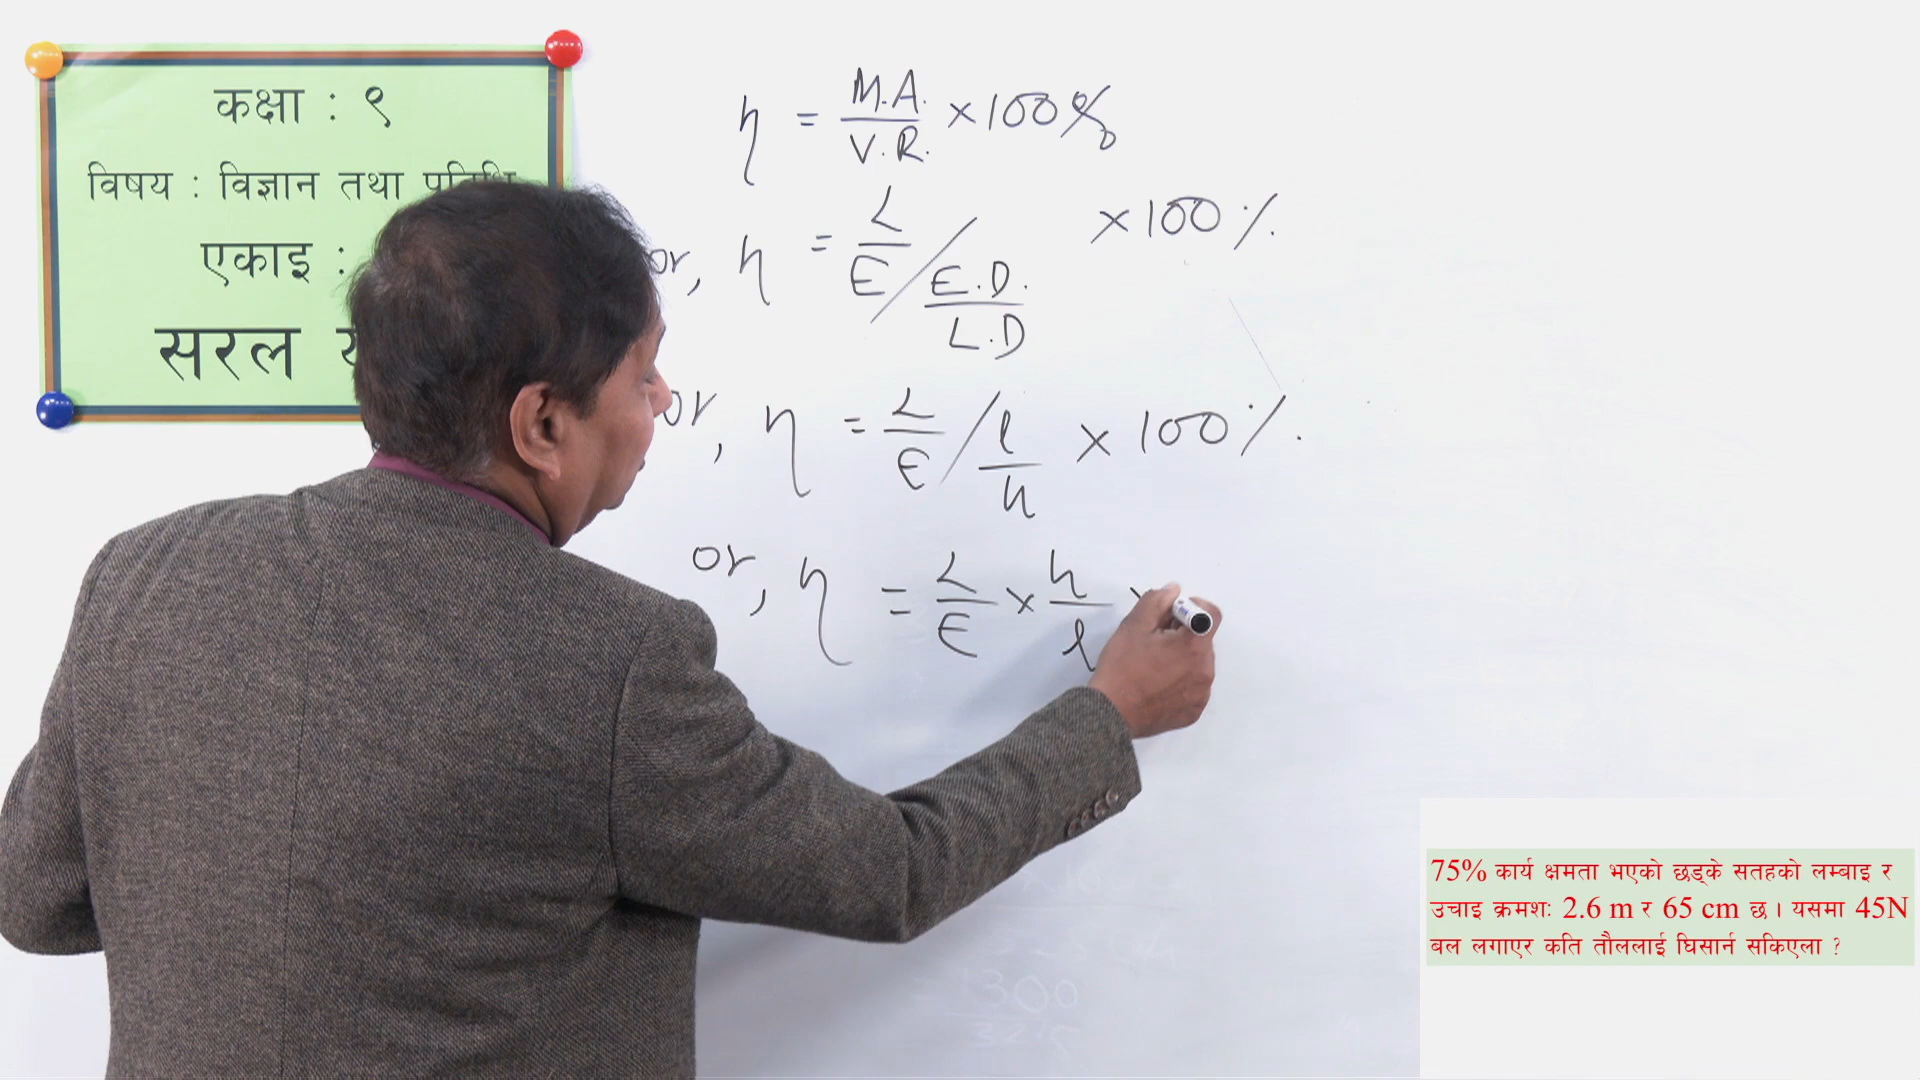 कक्षा : ९
विषय : विज्ञान तथा
एकाइ :
सरल
η = M.A. / V.R. × 100%
or, η = L/E / E.D./L.D × 100%
or, η = L/E / l/h × 100%
or, η = L/E × h/l ×
1300
75% कार्य क्षमता भएको छड्के सतहको लम्बाइ र
उचाइ क्रमशः 2.6 m र 65 cm छ। यसमा 45N
बल लगाएर कति तौललाई घिसार्न सकिएला ?